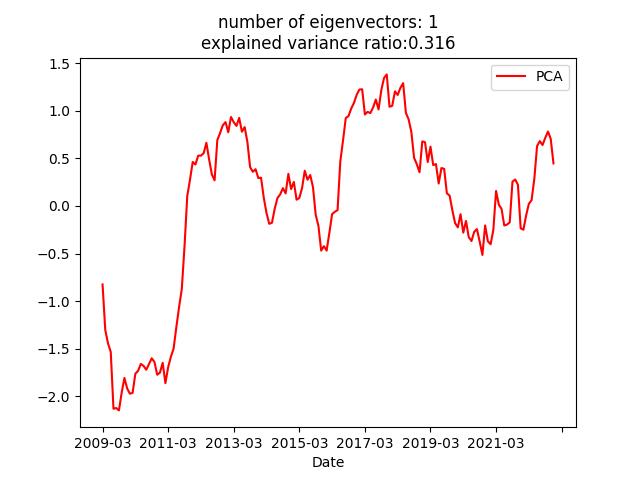 number of eigenvectors: 1
explained variance ratio:0.316
PCA
1.5
1.0
0.5
0.0
−0.5
−1.0
−1.5
−2.0
2009-03 2011-03 2013-03 2015-03 2017-03 2019-03 2021-03
Date